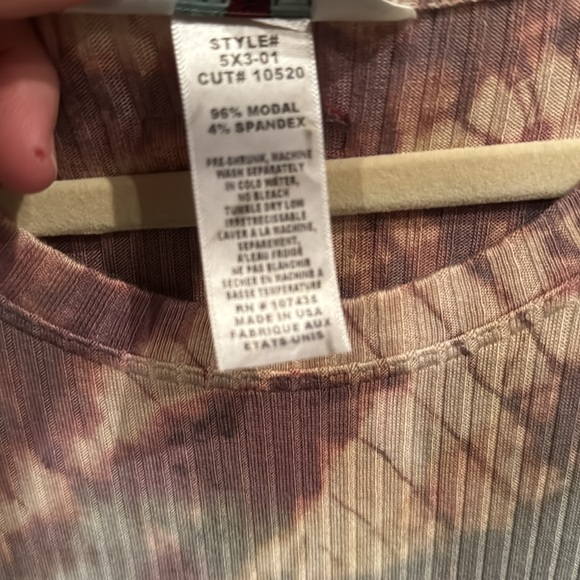 STYLE#
5X3-01
CUT# 10520
96% MODAL
4% SPANDEX
PRE-SHRUNK, MACHINE
WASH SEPARATELY
IN COLD WATER,
NO BLEACH
TUMBLE DRY LOW
IRRETRECISSABLE
LAVER A LA MACHINE,
SEPAREMENT,
A'LEAU FROIDE
NE PAS BLANCHIR
SECHER EN MACHINE A
BASSE TEMPERATURE
RN # 107434
MADE IN USA
FABRIQUE AUX
ETATS-UNIS